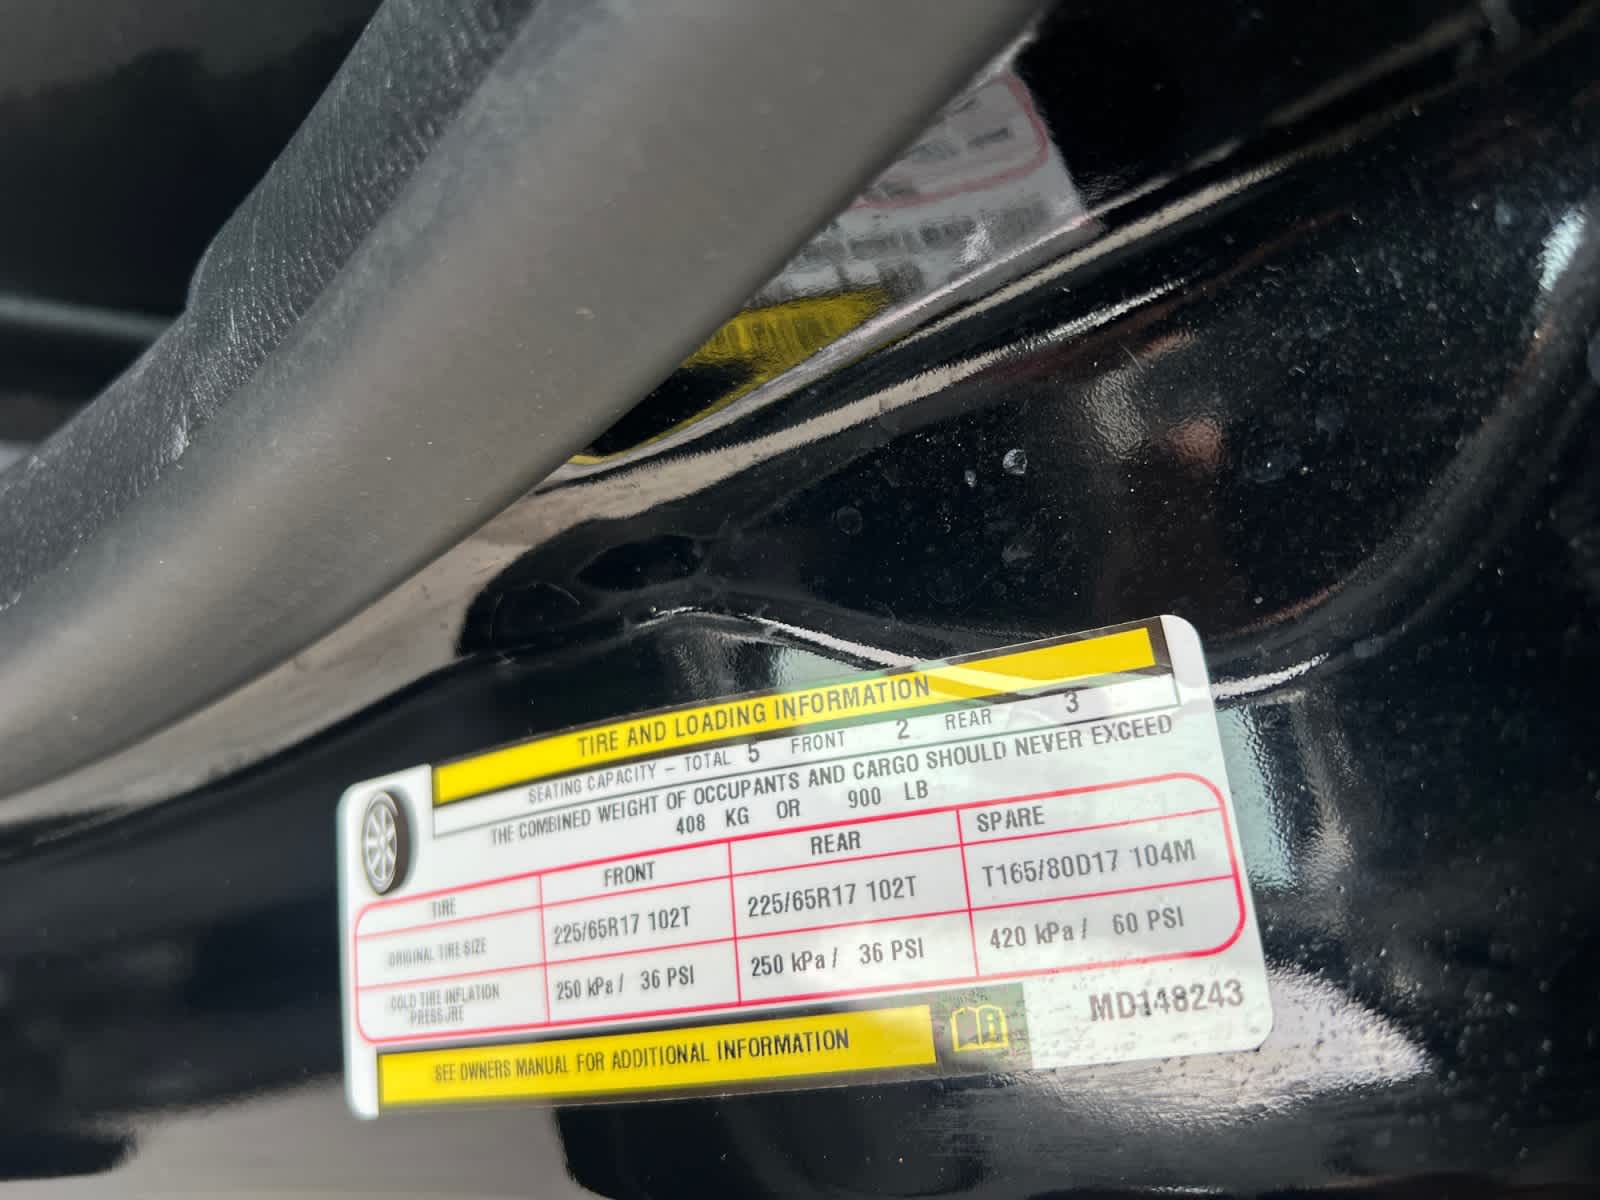 TIRE AND LOADING INFORMATION
SEATING CAPACITY - TOTAL 5 FRONT 2 REAR 3
THE COMBINED WEIGHT OF OCCUPANTS AND CARGO SHOULD NEVER EXCEED
408 KG OR 900 LB
TIRE FRONT REAR SPARE
ORIGINAL TIRE SIZE 225/65R17 102T 225/65R17 102T T165/80D17 104M
COLD TIRE INFLATION
PRESSURE 250 kPa / 36 PSI 250 kPa / 36 PSI 420 kPa / 60 PSI
SEE OWNERS MANUAL FOR ADDITIONAL INFORMATION
MD148243